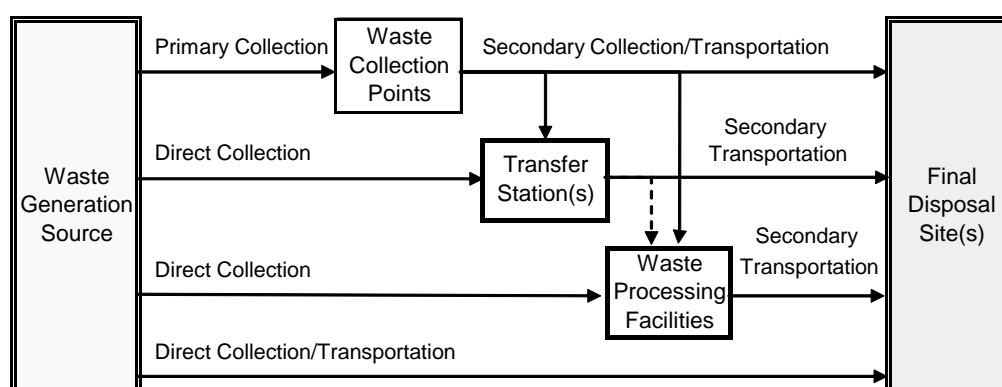 Primary Collection
Waste
Collection
Points
Secondary Collection/Transportation
Direct Collection
Transfer
Station(s)
Secondary
Transportation
Waste
Generation
Source
Final
Disposal
Site(s)
Direct Collection
Waste
Processing
Facilities
Secondary
Transportation
Direct Collection/Transportation